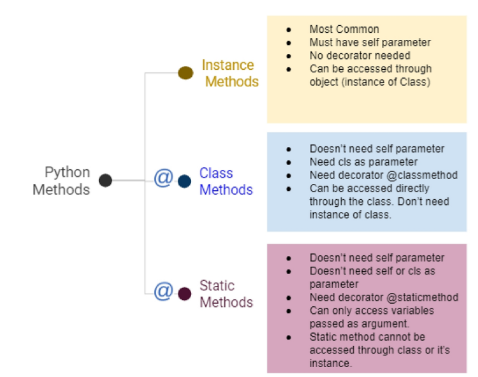 Python
Methods
Instance
Methods
• Most Common
• Must have self parameter
• No decorator needed
• Can be accessed through
object (instance of Class)
@
Class
Methods
• Doesn't need self parameter
• Need cls as parameter
• Need decorator @classmethod
• Can be accessed directly
through the class. Don't need
instance of class.
@
Static
Methods
• Doesn't need self parameter
• Doesn't need self or cls as
parameter
• Need decorator @staticmethod
• Can only access variables
passed as argument.
• Static method cannot be
accessed through class or it's
instance.